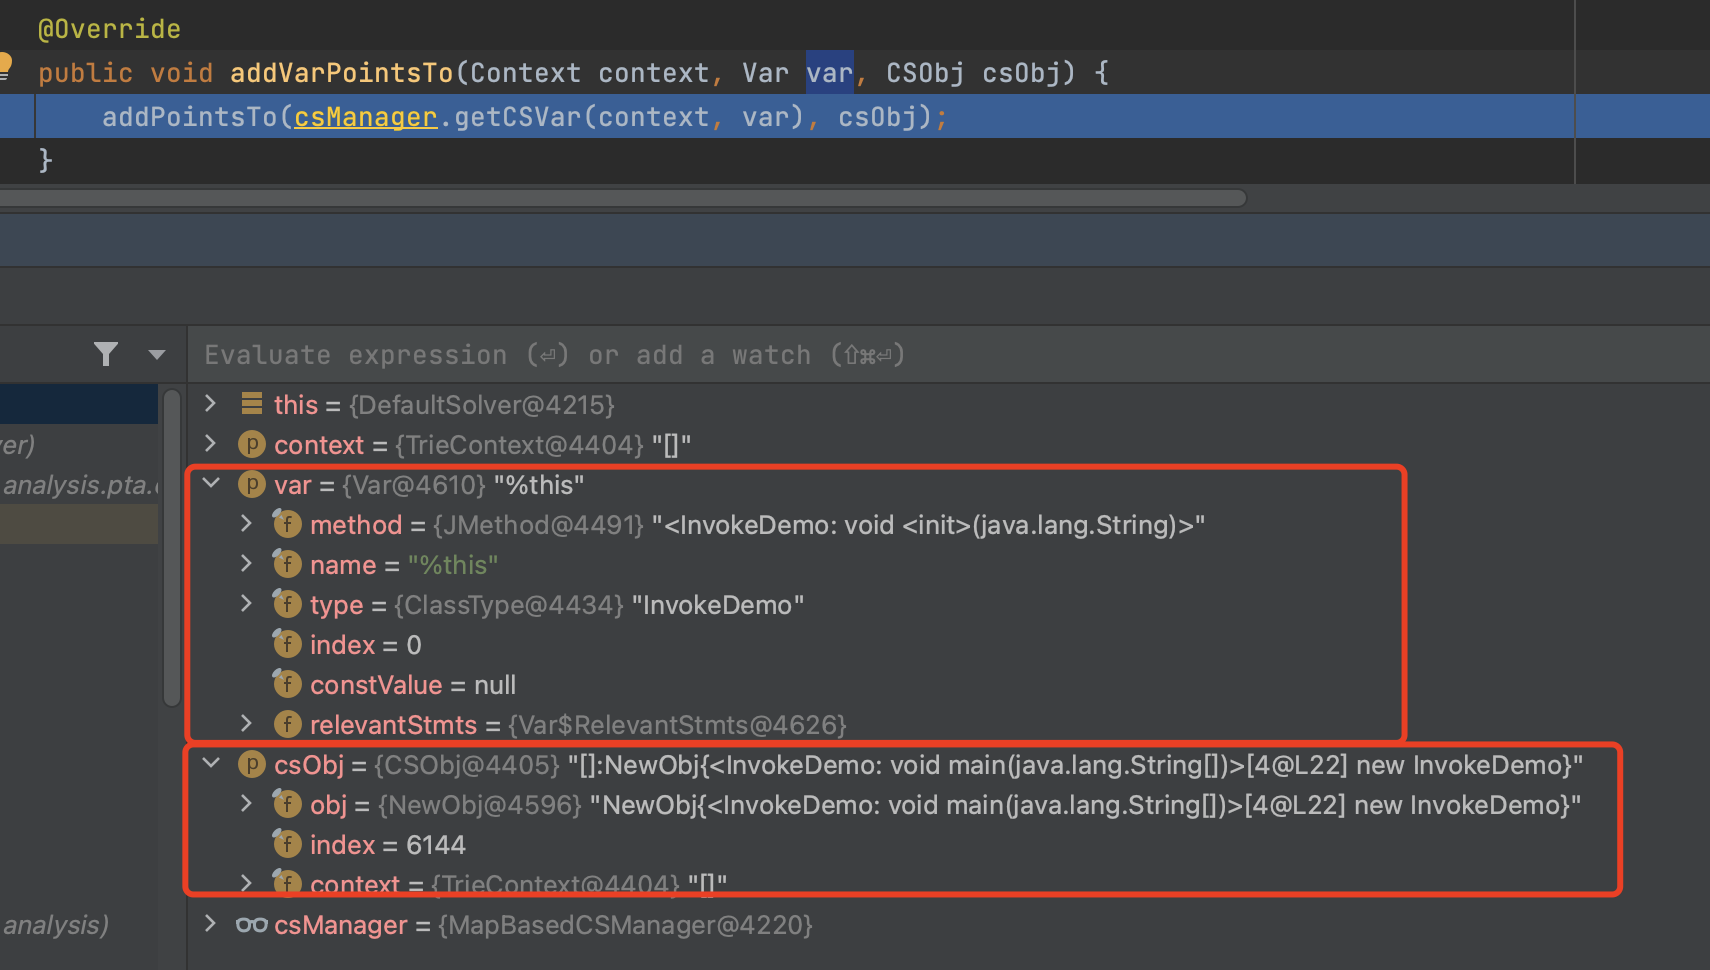 @Override
public void addVarPointsTo(Context context, Var var, CSObj csObj) {
addPointsTo(csManager.getCSVar(context, var), csObj);
}
Evaluate expression (⏎) or add a watch (⇧⌘⏎)
this = {DefaultSolver@4215}
er)
context = {TrieContext@4404} "[]"
analysis.pta.
var = {Var@4610} "%this"
method = {JMethod@4491} "<InvokeDemo: void <init>(java.lang.String)>"
name = "%this"
type = {ClassType@4434} "InvokeDemo"
index = 0
constValue = null
relevantStmts = {Var$RelevantStmts@4626}
csObj = {CSObj@4405} "[]:NewObj{<InvokeDemo: void main(java.lang.String[])>[4@L22] new InvokeDemo}"
obj = {NewObj@4596} "NewObj{<InvokeDemo: void main(java.lang.String[])>[4@L22] new InvokeDemo}"
index = 6144
context = {TrieContext@4404} "[]"
analysis)
csManager = {MapBasedCSManager@4220}